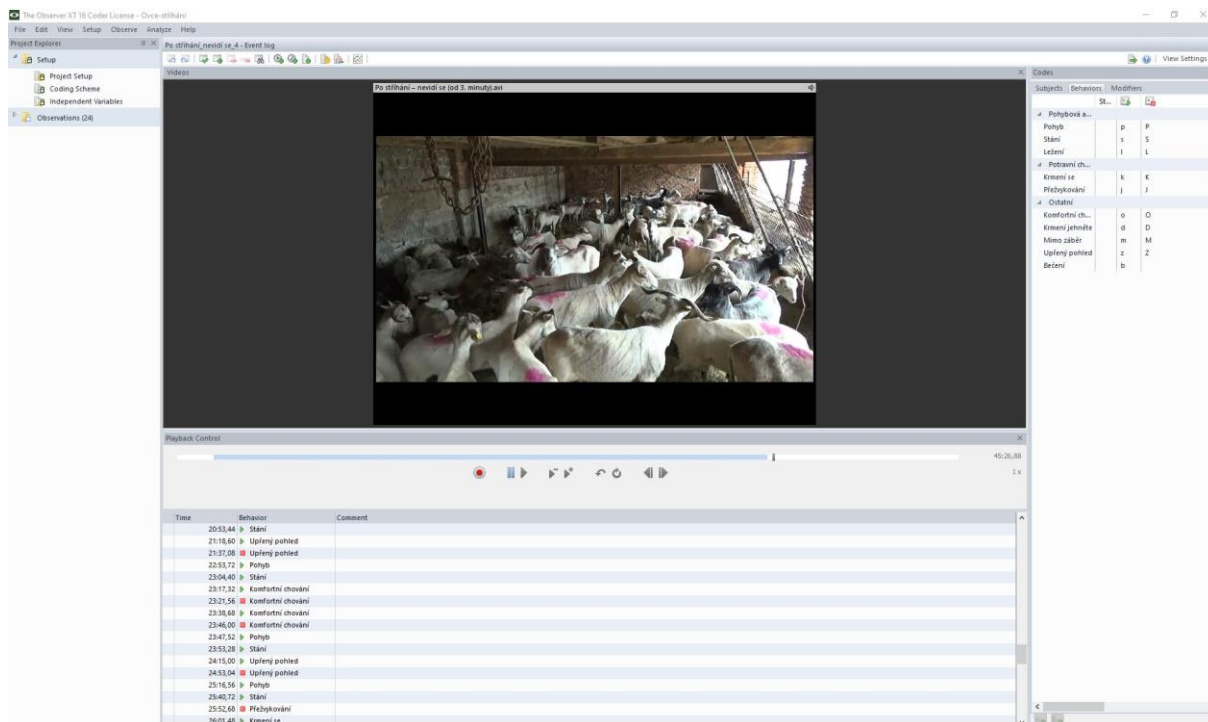 The Observer XT 16 Coder License - Ovce-stříhání
File Edit View Setup Observe Analyze Help
Project Explorer
Po stříhání_nevidí se_4 - Event log
Setup
Project Setup
Coding Scheme
Independent Variables
Observations (24)
View Settings
Videos
Po stříhání – nevidí se (od 3. minuty).avi
Codes
Subjects Behaviors Modifiers
St...
Pohybová a...
Pohyb p P
Stání s S
Ležení l L
Potravní ch...
Krmení se k K
Přežvykování j J
Ostatní
Komfortní ch... o O
Krmení jehněte d D
Mimo záběr m M
Upřený pohled z Z
Bečení b
Playback Control
45:26,88
1 x
Time Behavior Comment
20:53,44 Stání
21:18,60 Upřený pohled
21:37,08 Upřený pohled
22:53,72 Pohyb
23:04,40 Stání
23:17,32 Komfortní chování
23:21,56 Komfortní chování
23:38,68 Komfortní chování
23:46,00 Komfortní chování
23:47,52 Pohyb
23:53,28 Stání
24:15,00 Upřený pohled
24:53,04 Upřený pohled
25:16,56 Pohyb
25:40,72 Stání
25:52,68 Přežvykování
26:01,48 Krmení se